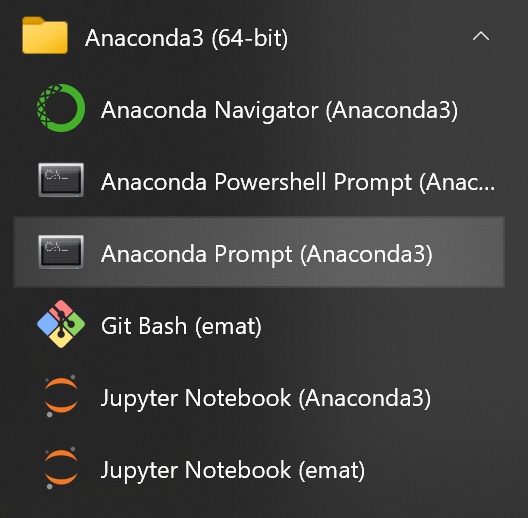 Anaconda3 (64-bit)
Anaconda Navigator (Anaconda3)
Anaconda Powershell Prompt (Anac...
Anaconda Prompt (Anaconda3)
Git Bash (emat)
Jupyter Notebook (Anaconda3)
Jupyter Notebook (emat)